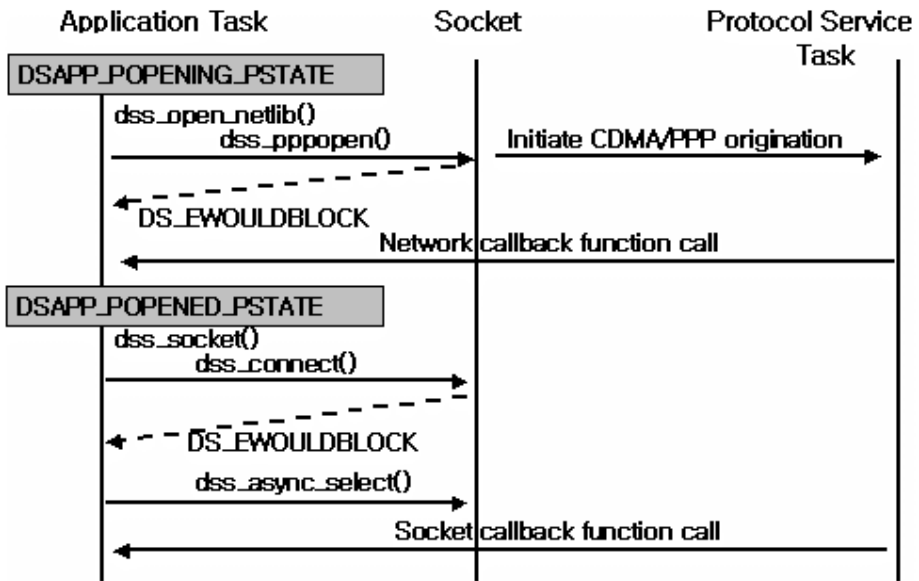 Application Task
Socket
Protocol Service
Task
DSAPP_POPENING_PSTATE
dss_open_netlib()
dss_pppopen()
Initiate CDMA/PPP origination
DS_EWOULDBLOCK
Network callback function call
DSAPP_POPENED_PSTATE
dss_socket()
dss_connect()
DS_EWOULDBLOCK
dss_async_select()
Socket callback function call